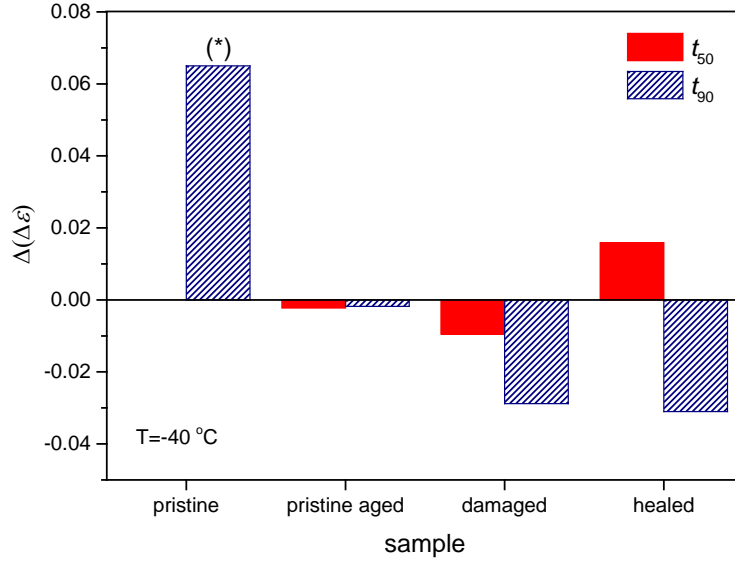 0.08
0.06
0.04
0.02
0.00
-0.02
-0.04
Δ(Δε)
(*)
t50
t90
T=-40 °C
pristine
pristine aged
damaged
healed
sample